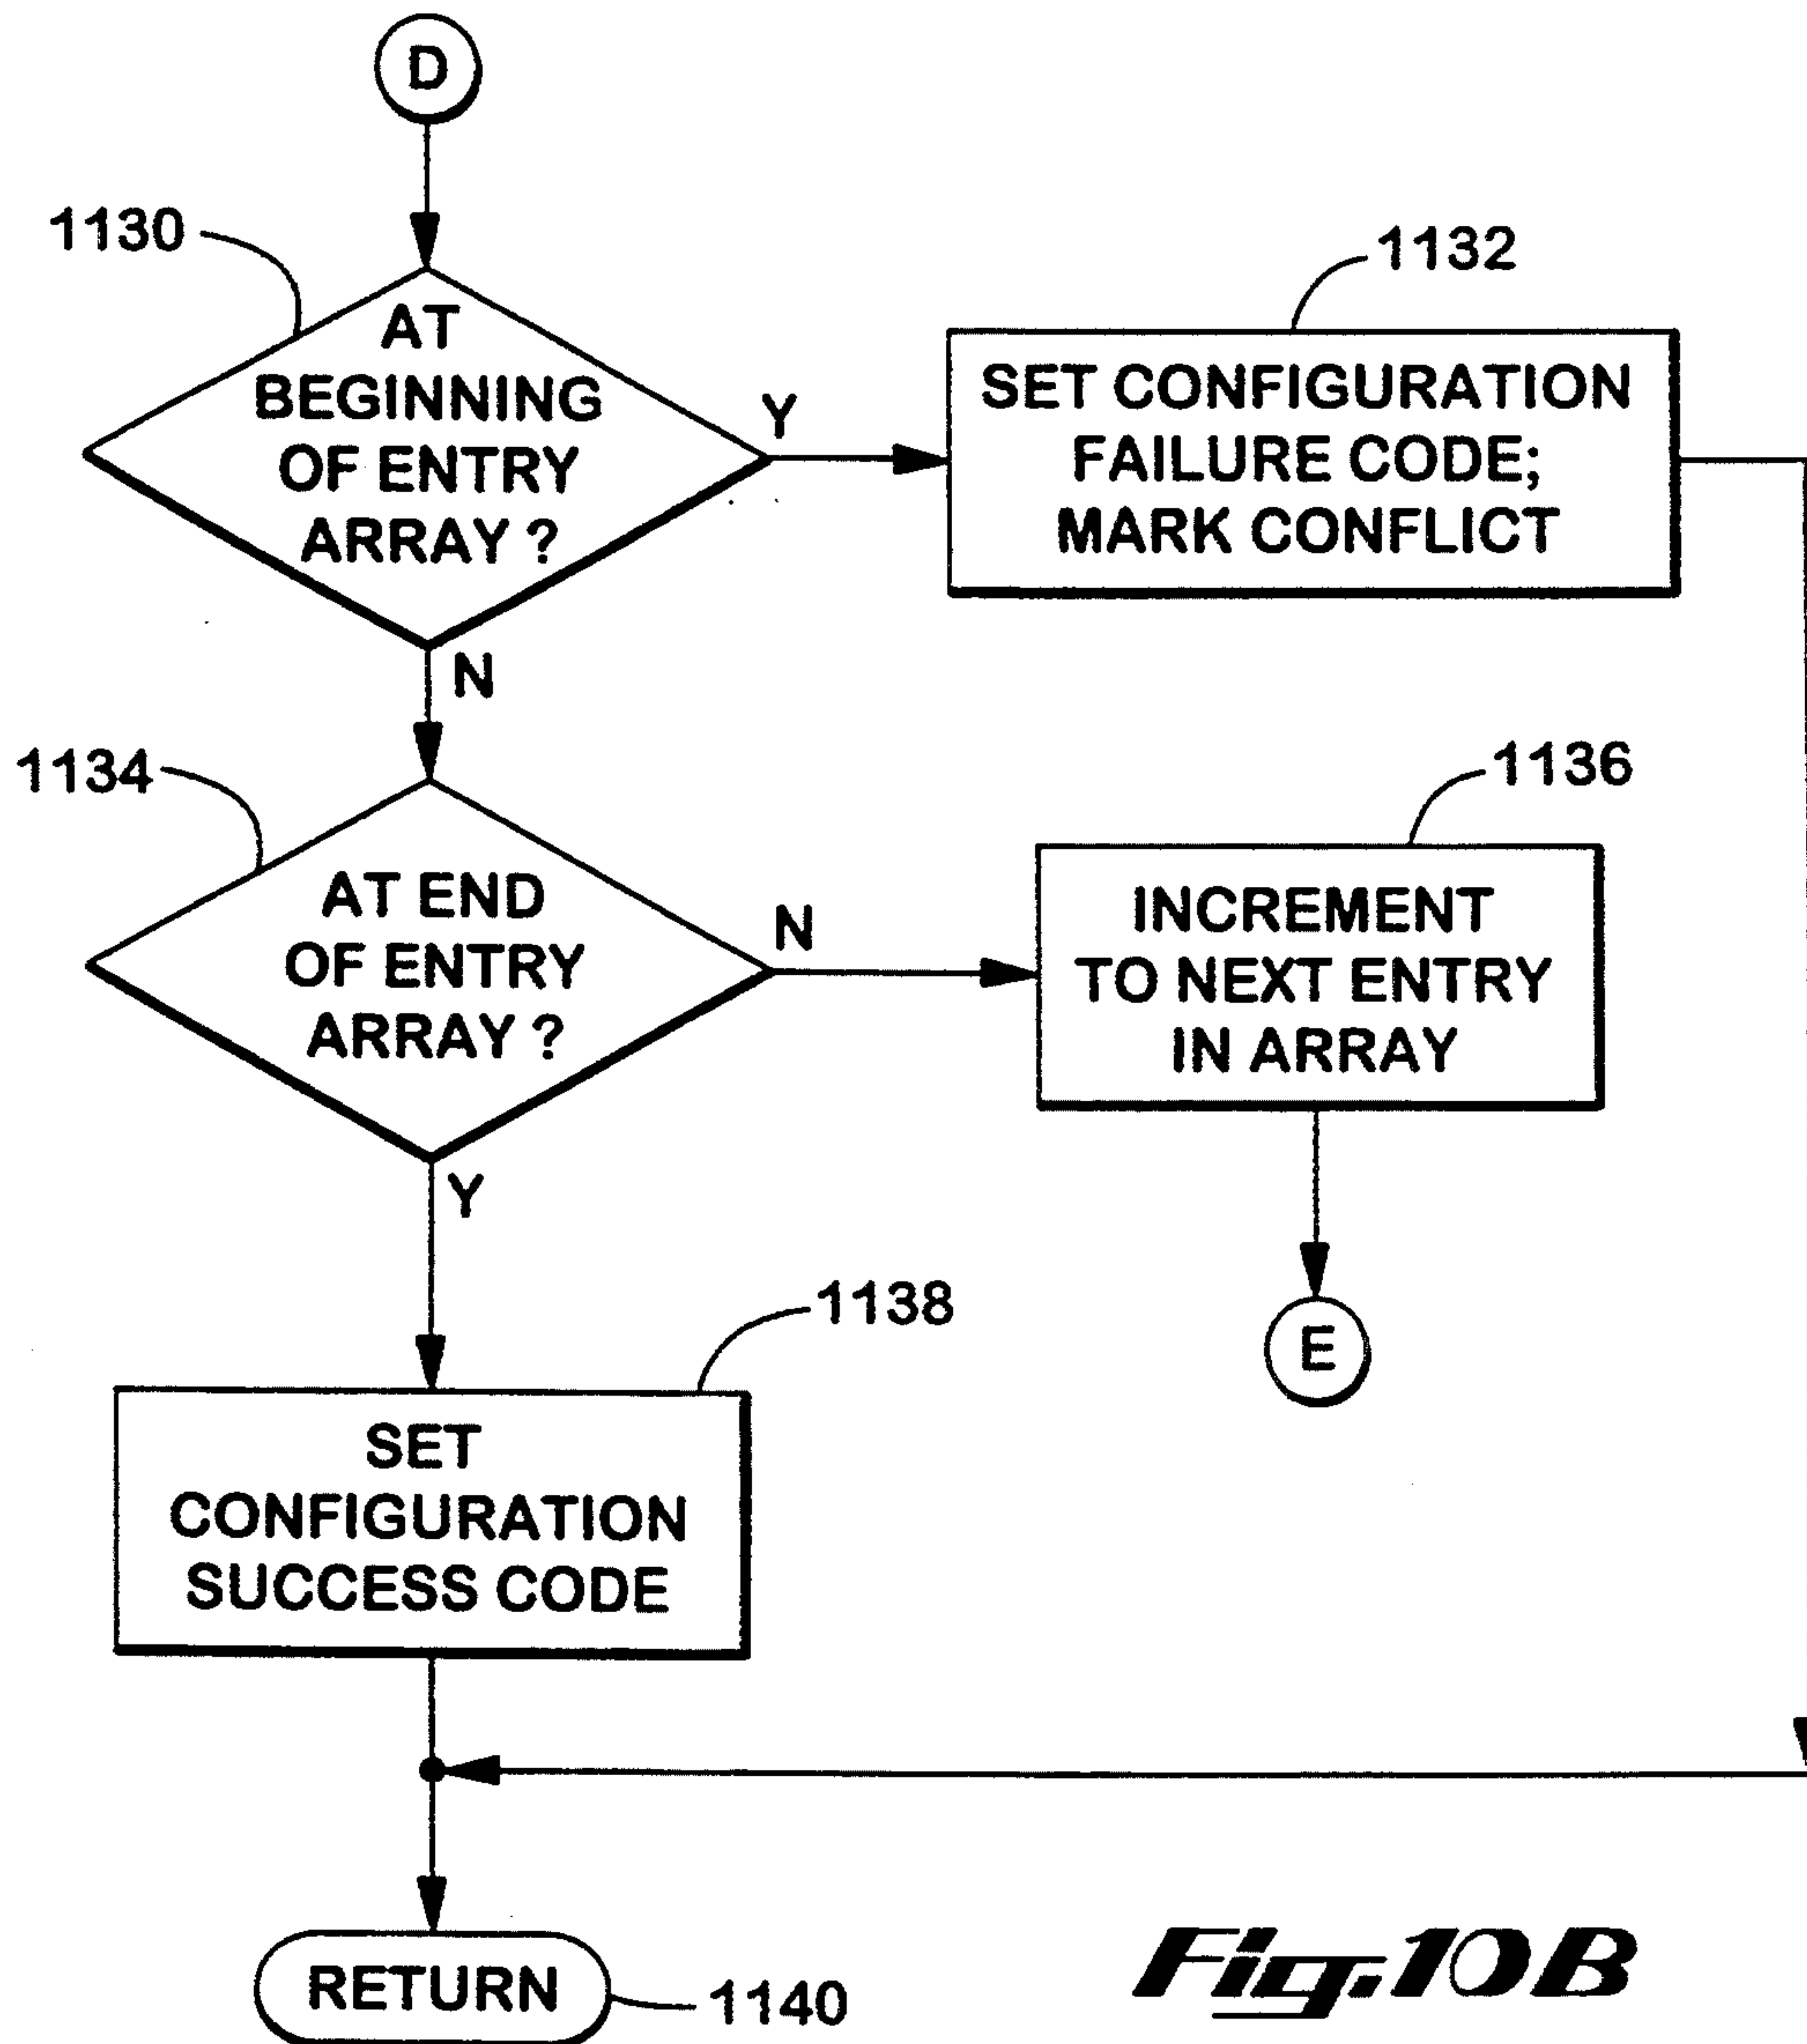 D
1130
AT
BEGINNING
OF ENTRY
ARRAY ?
Y
N
1132
SET CONFIGURATION
FAILURE CODE;
MARK CONFLICT
1134
AT END
OF ENTRY
ARRAY ?
N
Y
1136
INCREMENT
TO NEXT ENTRY
IN ARRAY
E
1138
SET
CONFIGURATION
SUCCESS CODE
RETURN
1140
Fig.10B